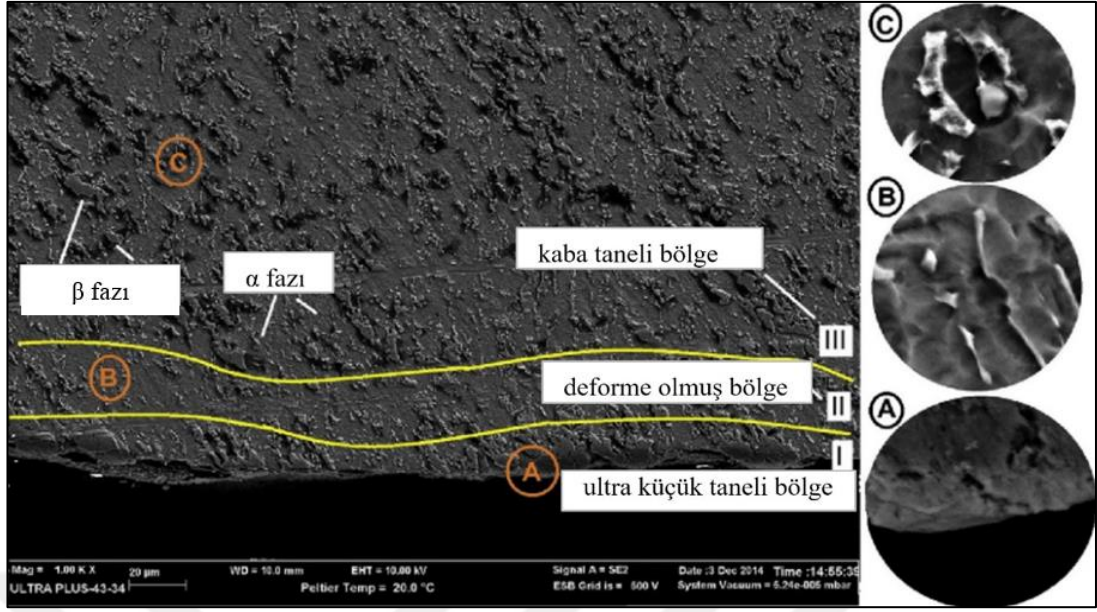 C
C
kaba taneli bölge
β fazı
α fazı
III
B
B
deforme olmuş bölge
II
A
I
A
ultra küçük taneli bölge
Mag = 1.00 K X 20 µm WD = 10.0 mm EHT = 10.00 kV Signal A = SE2 Date :3 Dec 2014 Time :14:55:39
ULTRA PLUS-43-34 Peltier Temp = 20.0 °C ESB Grid is = 500 V System Vacuum = 5.24e-005 mbar